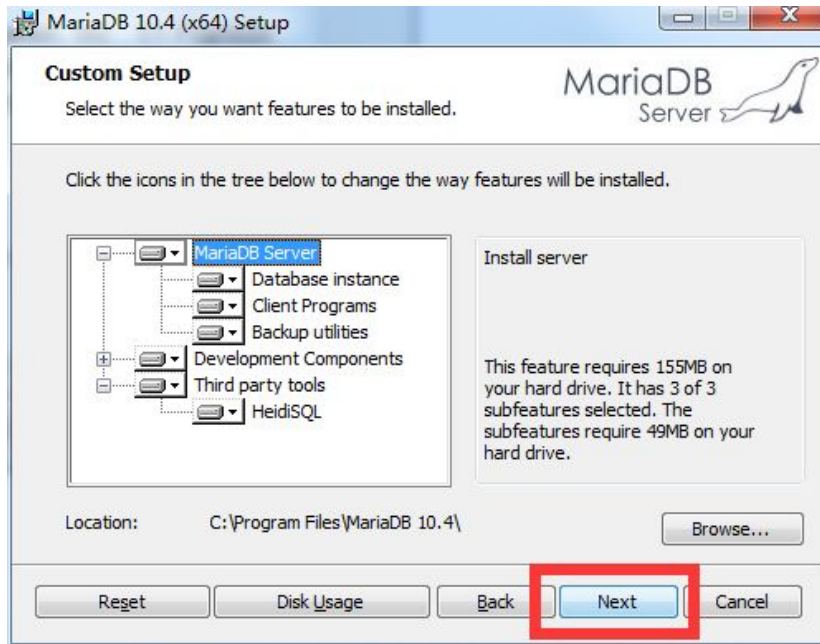 MariaDB 10.4 (x64) Setup
Custom Setup
Select the way you want features to be installed.
MariaDB
Server
Click the icons in the tree below to change the way features will be installed.
MariaDB Server
Database instance
Client Programs
Backup utilities
Development Components
Third party tools
HeidiSQL
Install server
This feature requires 155MB on
your hard drive. It has 3 of 3
subfeatures selected. The
subfeatures require 49MB on your
hard drive.
Location: C:\Program Files\MariaDB 10.4\
Browse...
Reset Disk Usage Back Next Cancel